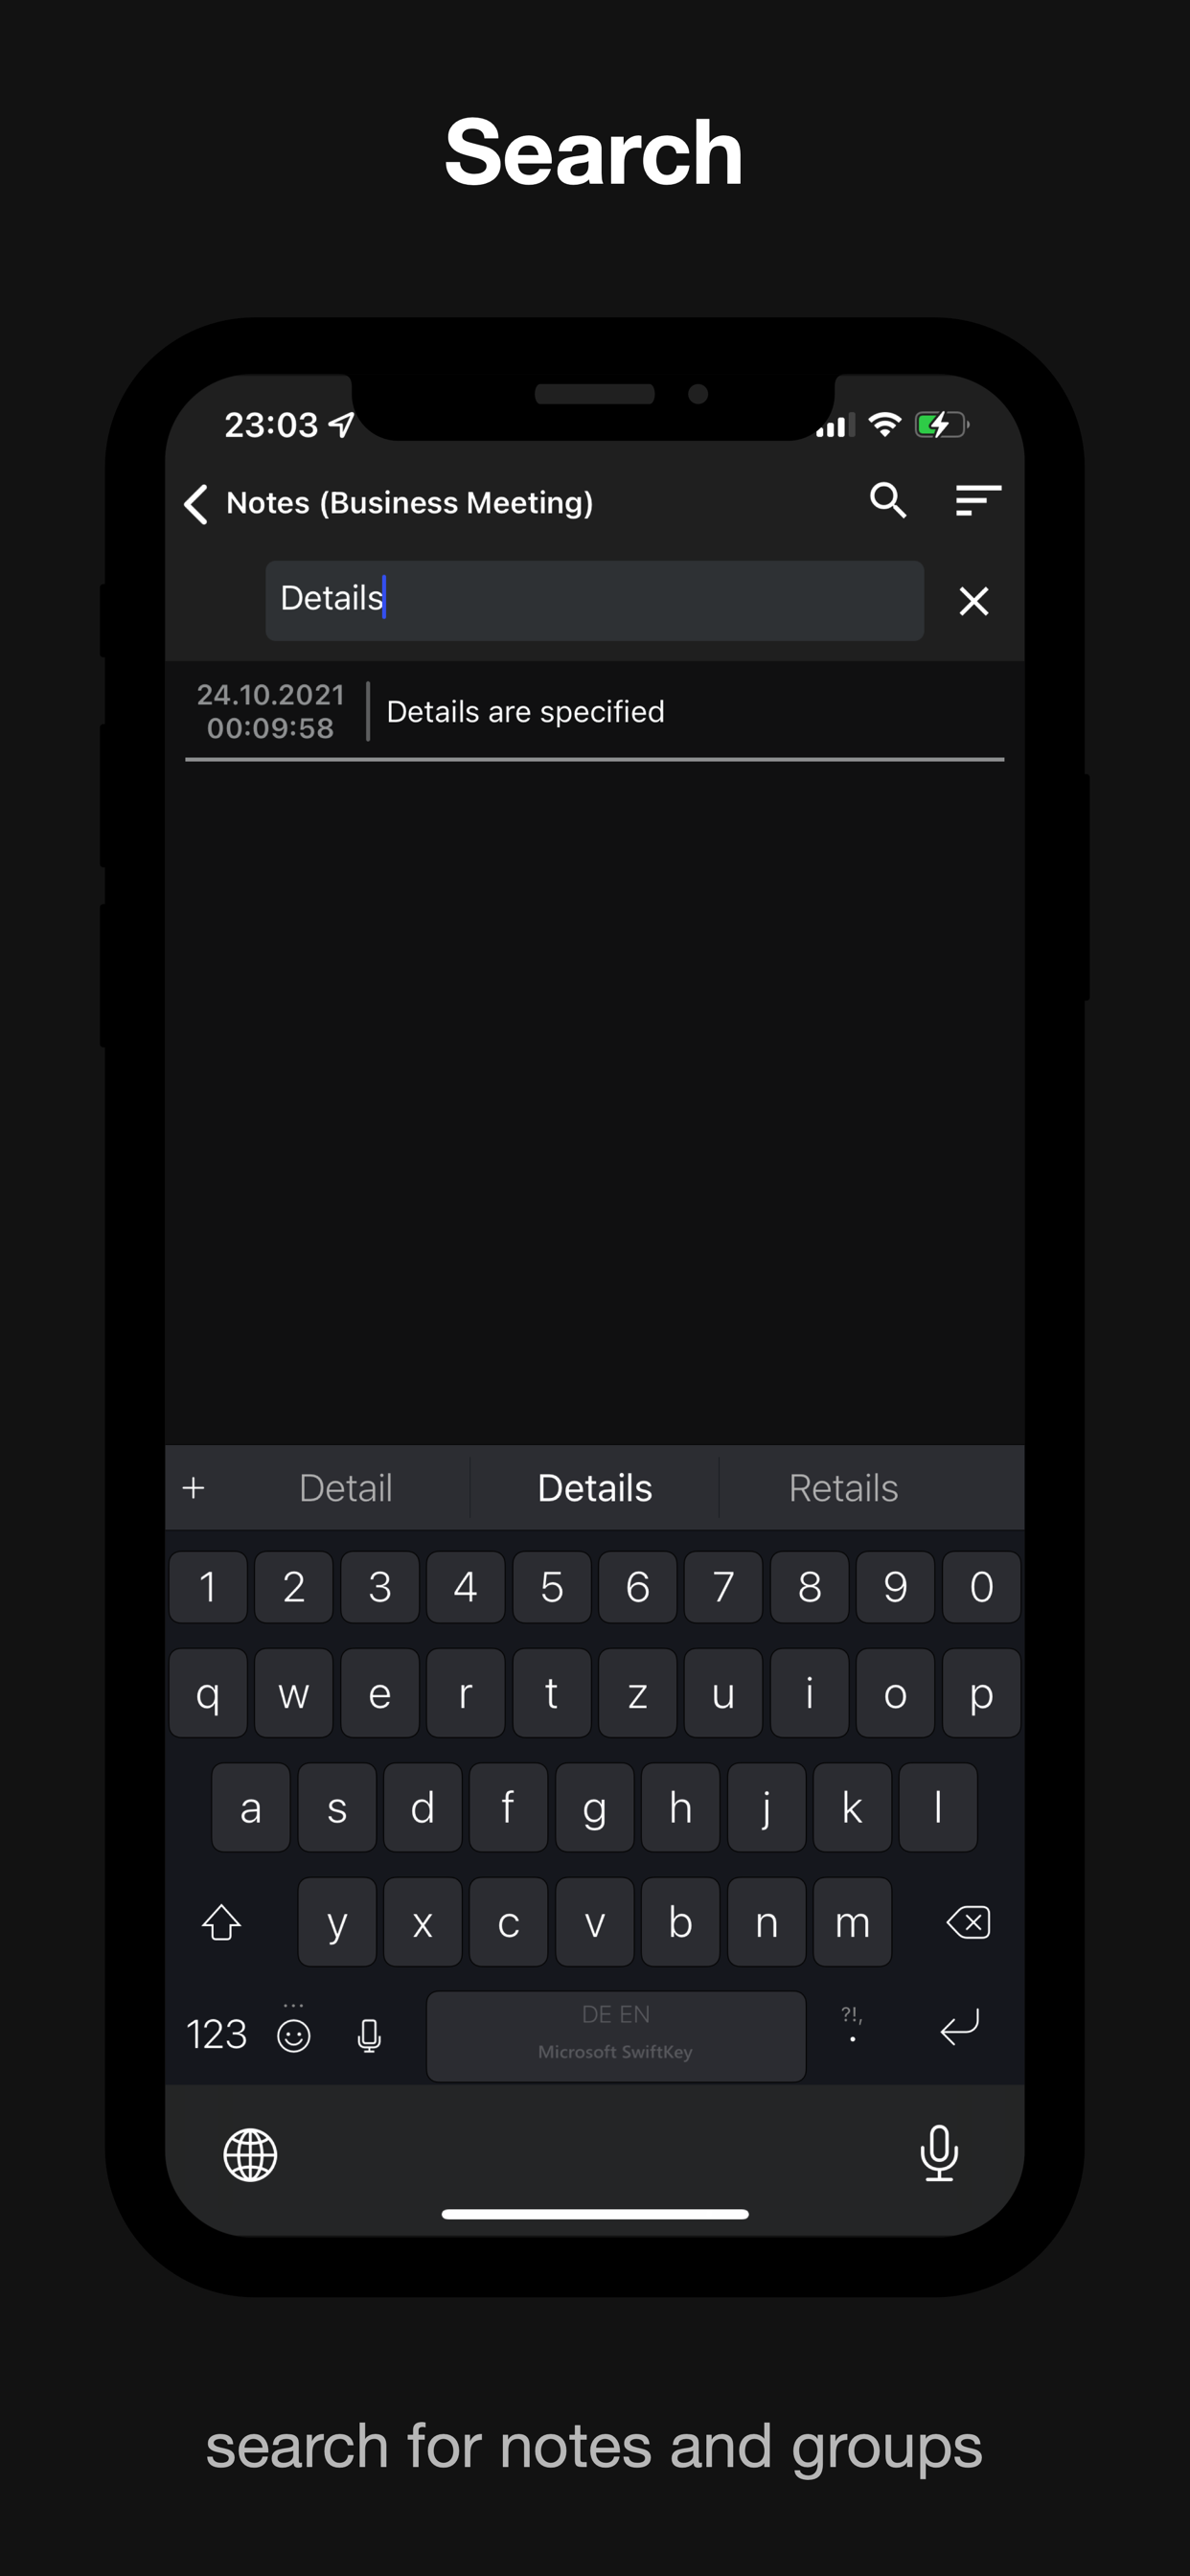 Search
23:03
Notes (Business Meeting)
Details
24.10.2021
00:09:58
Details are specified
Detail Details Retails
1 2 3 4 5 6 7 8 9 0
q w e r t z u i o p
a s d f g h j k l
y x c v b n m
123 DE EN ?!,
Microsoft SwiftKey .
search for notes and groups